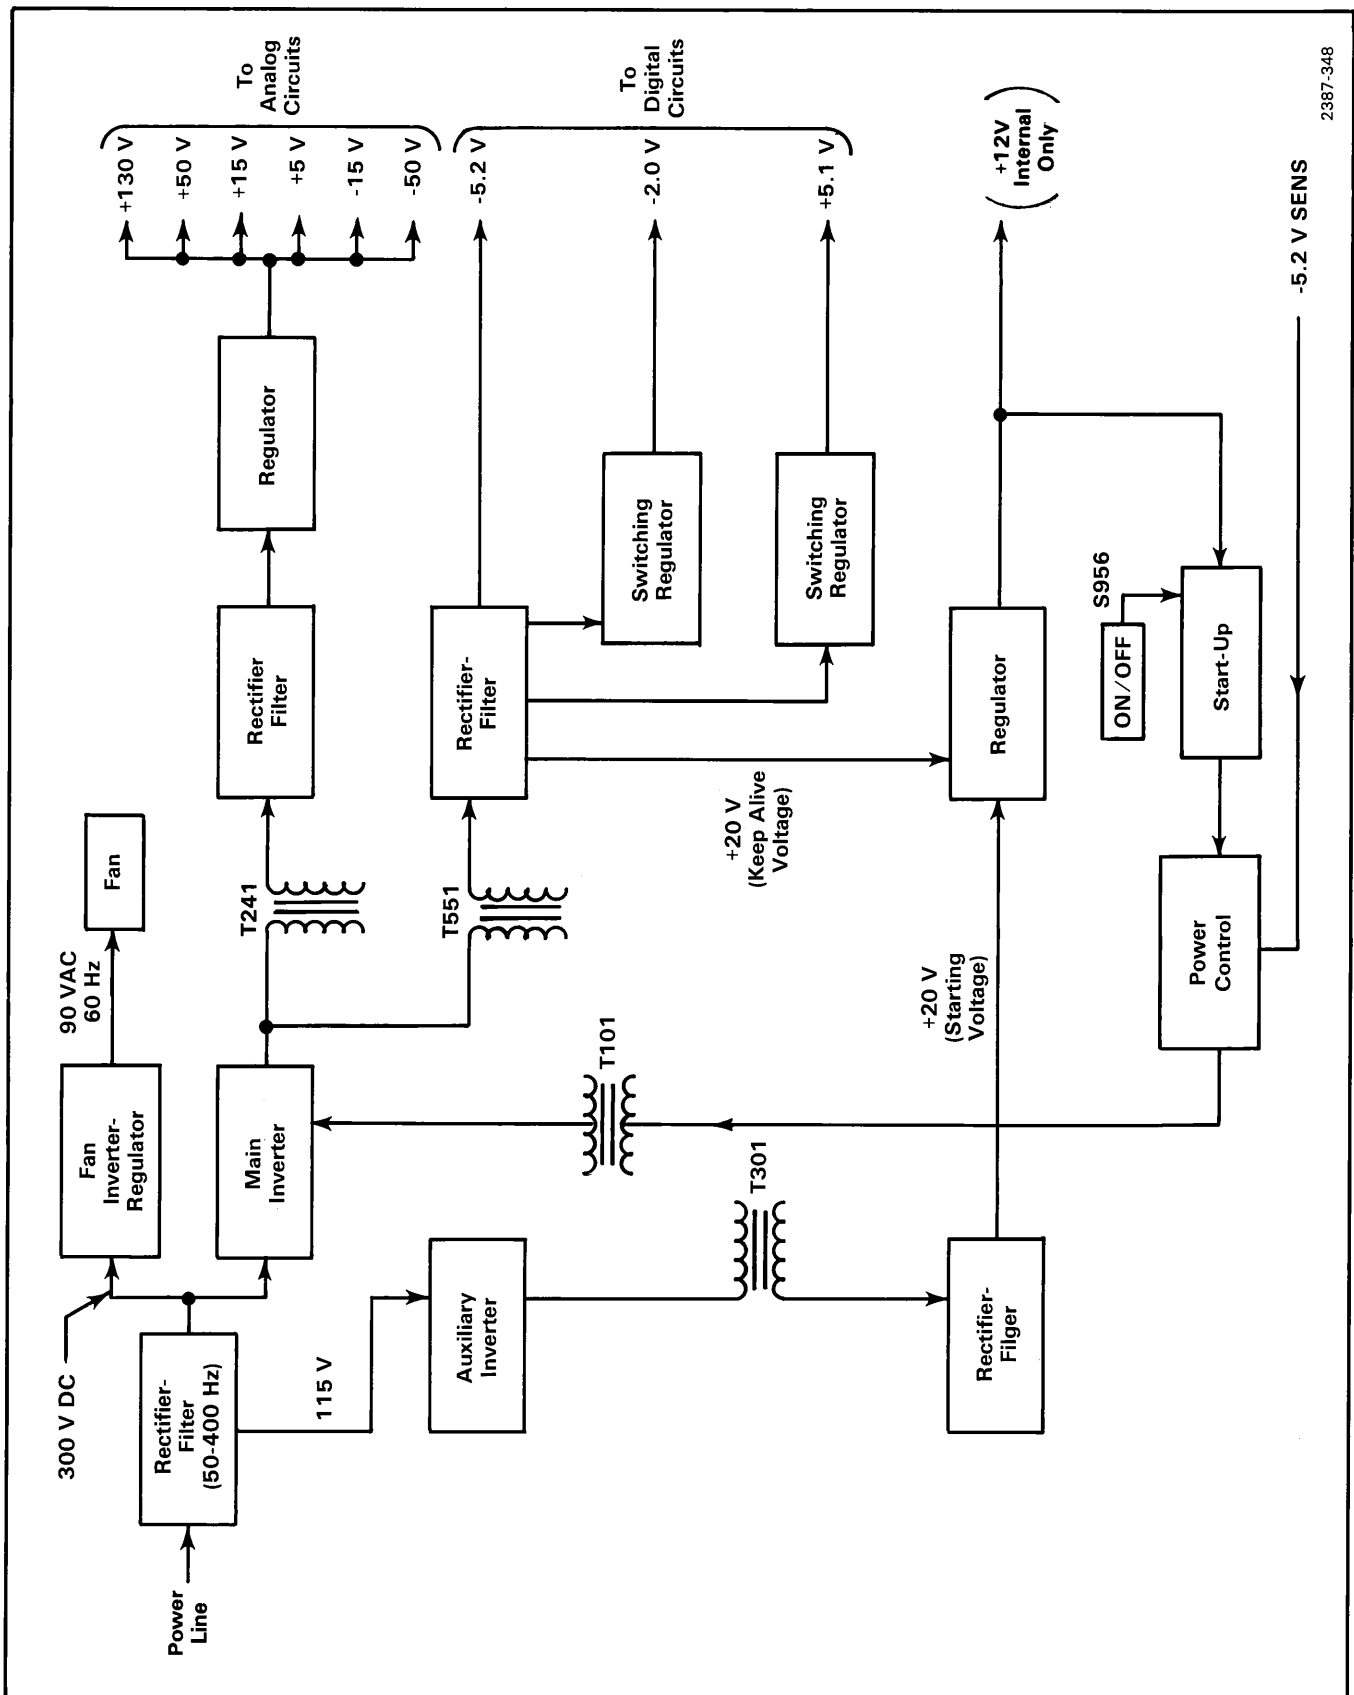 300 V DC
Power
Line
Rectifier-
Filter
(50-400 Hz)
115 V
Fan
Inverter-
Regulator
90 VAC
60 Hz
Fan
Main
Inverter
T241
Rectifier
Filter
Regulator
+130 V
+50 V
+15 V
+5 V
-15 V
-50 V
To
Analog
Circuits
T551
Rectifier-
Filter
-5.2 V
-2.0 V
+5.1 V
To
Digital
Circuits
Switching
Regulator
Switching
Regulator
+20 V
(Keep Alive
Voltage)
Auxiliary
Inverter
T101
T301
Rectifier-
Filger
+20 V
(Starting
Voltage)
Regulator
+12V
Internal
Only
S956
ON/OFF
Start-Up
Power
Control
-5.2 V SENS
2387-348